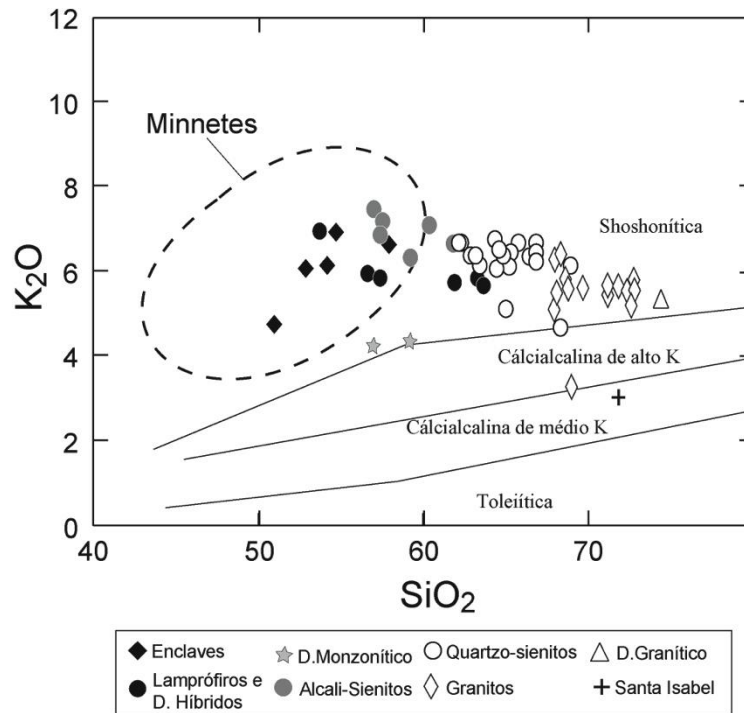 12
10
8
6
4
2
0
K2O
Minnetes
Shoshonítica
Cálcialcalina de alto K
Cálcialcalina de médio K
Toleiítica
40
50
60
70
SiO2
Enclaves
D.Monzonítico
Quartzo-sienitos
D.Granítico
Lamprófiros e
D. Híbridos
Alcali-Sienitos
Granitos
Santa Isabel